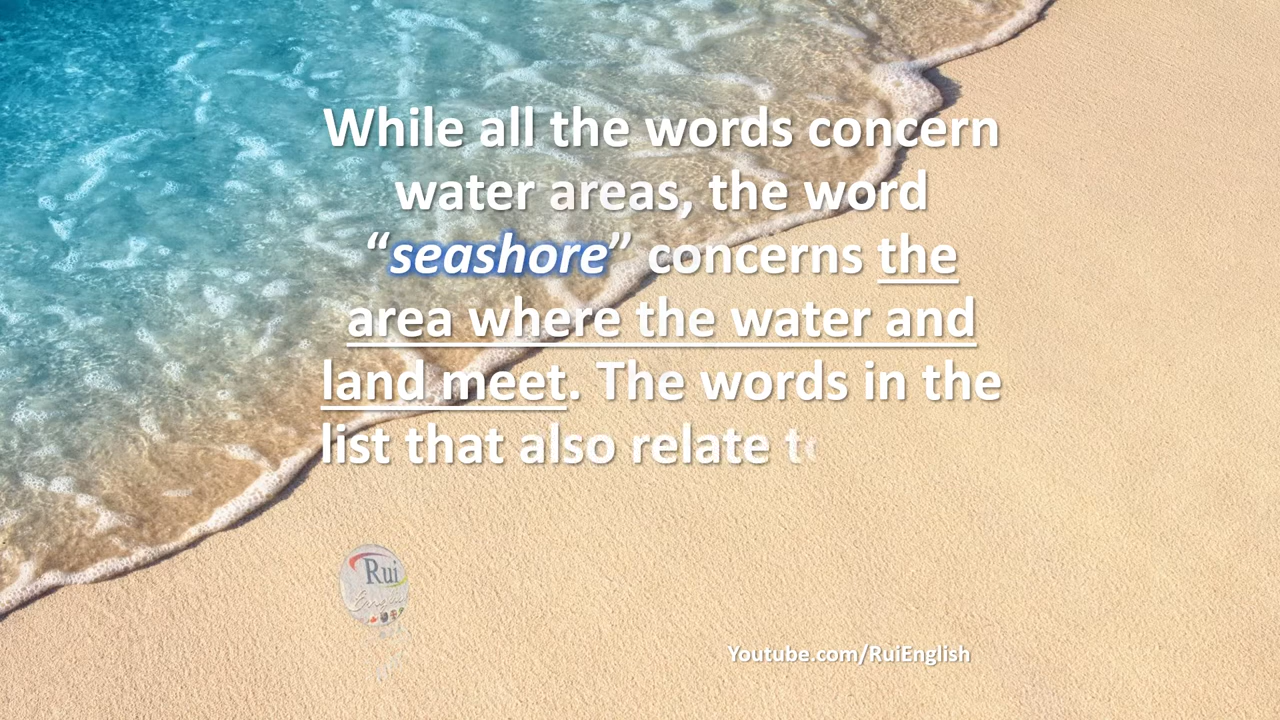 While all the words concern
water areas, the word
“seashore” concerns the
area where the water and
land meet. The words in the
list that also relate
Rui
Youtube.com/RuiEnglish